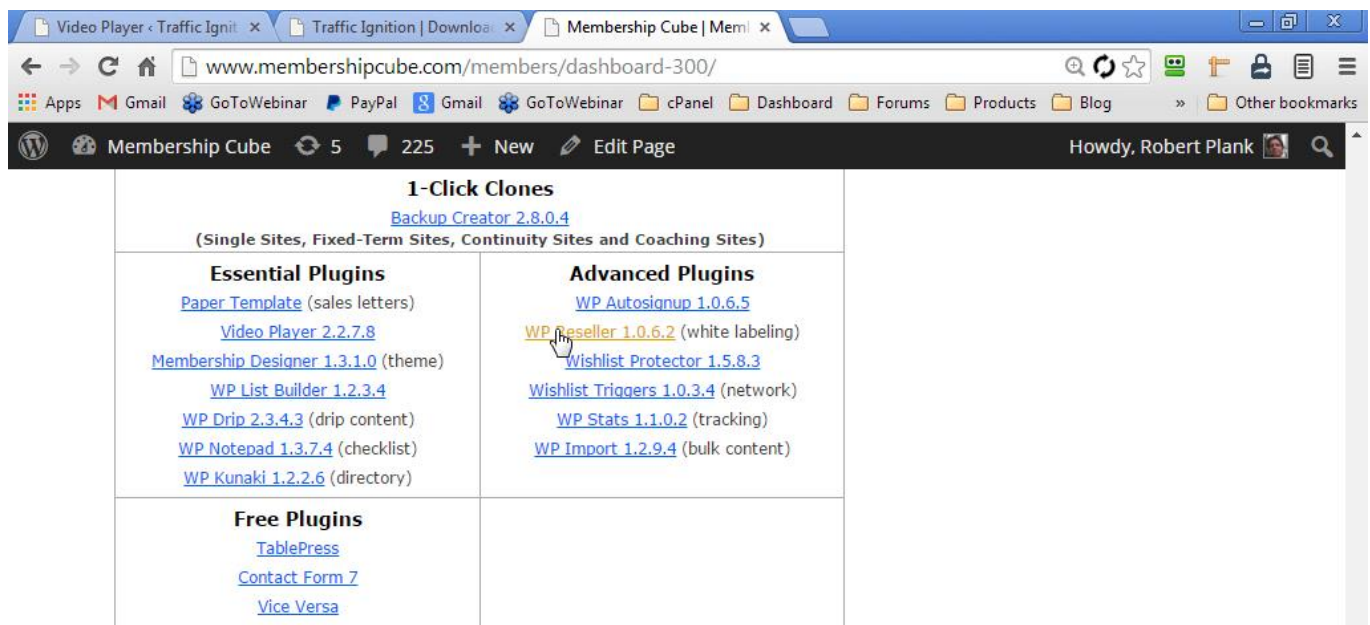 Video Player ‹ Traffic Ignit
Traffic Ignition | Downloa
Membership Cube | Mem
www.membershipcube.com/members/dashboard-300/
Apps Gmail GoToWebinar PayPal Gmail GoToWebinar cPanel Dashboard Forums Products Blog » Other bookmarks
Membership Cube 5 225 + New Edit Page Howdy, Robert Plank
1-Click Clones
Backup Creator 2.8.0.4
(Single Sites, Fixed-Term Sites, Continuity Sites and Coaching Sites)
Essential Plugins
Paper Template (sales letters)
Video Player 2.2.7.8
Membership Designer 1.3.1.0 (theme)
WP List Builder 1.2.3.4
WP Drip 2.3.4.3 (drip content)
WP Notepad 1.3.7.4 (checklist)
WP Kunaki 1.2.2.6 (directory)
Advanced Plugins
WP Autosignup 1.0.6.5
WP Reseller 1.0.6.2 (white labeling)
Wishlist Protector 1.5.8.3
Wishlist Triggers 1.0.3.4 (network)
WP Stats 1.1.0.2 (tracking)
WP Import 1.2.9.4 (bulk content)
Free Plugins
TablePress
Contact Form 7
Vice Versa